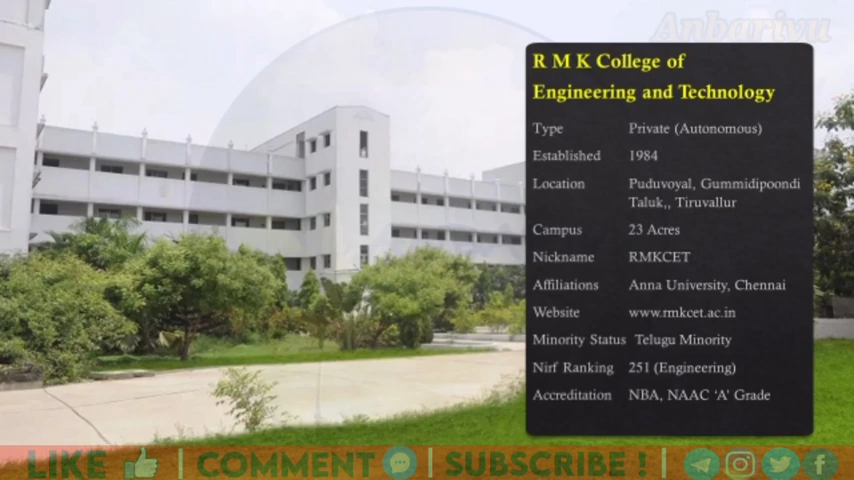 Anbarivu
R M K College of
Engineering and Technology
Type Private (Autonomous)
Established 1984
Location Puduvoyal, Gummidipoondi
Taluk,, Tiruvallur
Campus 23 Acres
Nickname RMKCET
Affiliations Anna University, Chennai
Website www.rmkcet.ac.in
Minority Status Telugu Minority
Nirf Ranking 251 (Engineering)
Accreditation NBA, NAAC ‘A’ Grade
LIKE | COMMENT | SUBSCRIBE ! |